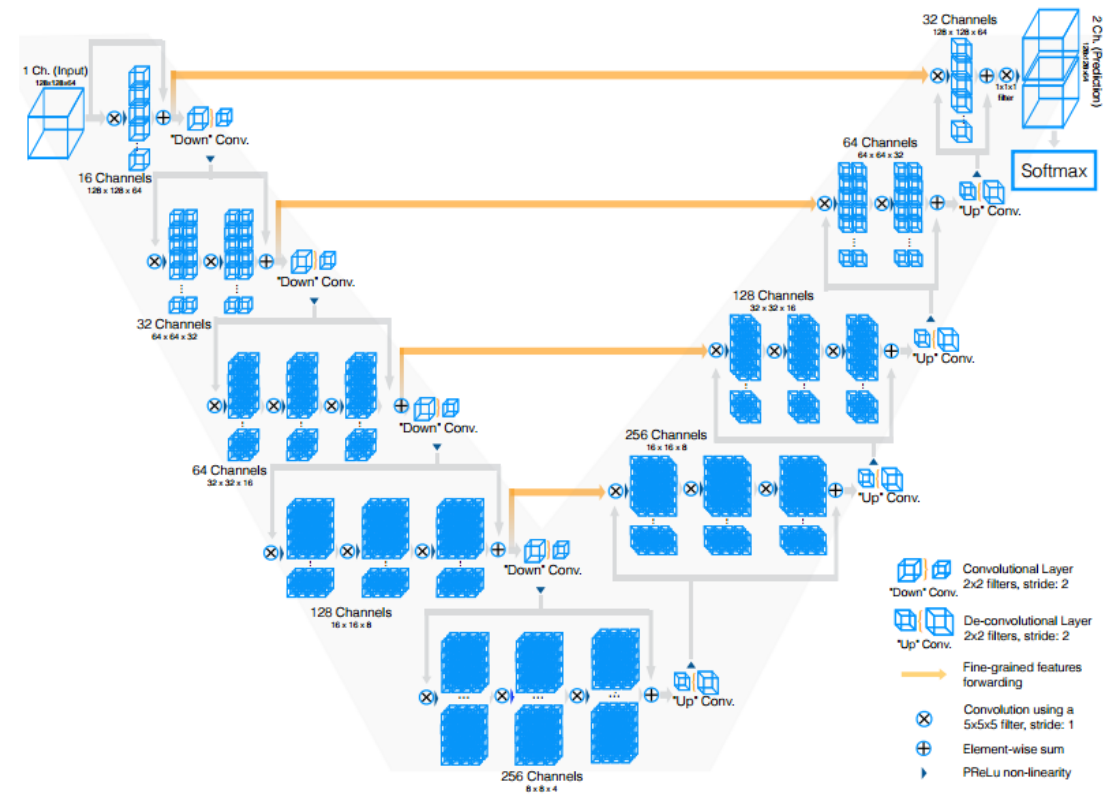 1 Ch. (Input)
128x128x64
"Down" Conv.
16 Channels
128 x 128 x 64
"Down" Conv.
32 Channels
64 x 64 x 32
"Down" Conv.
64 Channels
32 x 32 x 16
"Down" Conv.
128 Channels
16 x 16 x 8
256 Channels
8 x 8 x 4
"Up" Conv.
256 Channels
16 x 16 x 8
"Up" Conv.
128 Channels
32 x 32 x 16
"Up" Conv.
64 Channels
64 x 64 x 32
"Up" Conv.
32 Channels
128 x 128 x 64
1x1x1
filter
2 Ch. (Prediction)
128x128x64
Softmax
"Down" Conv.
Convolutional Layer
2x2 filters, stride: 2
"Up" Conv.
De-convolutional Layer
2x2 filters, stride: 2
Fine-grained features
forwarding
Convolution using a
5x5x5 filter, stride: 1
Element-wise sum
PReLu non-linearity